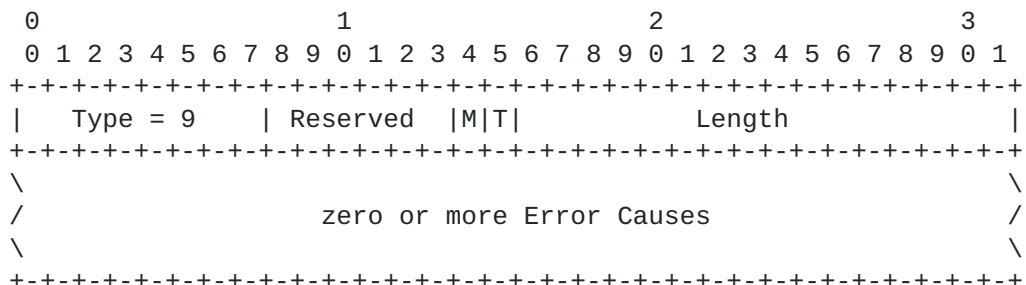 0                   1                   2                   3
 0 1 2 3 4 5 6 7 8 9 0 1 2 3 4 5 6 7 8 9 0 1 2 3 4 5 6 7 8 9 0 1
+-+-+-+-+-+-+-+-+-+-+-+-+-+-+-+-+-+-+-+-+-+-+-+-+-+-+-+-+-+-+-+-+
|   Type = 9    | Reserved  |M|T|           Length              |
+-+-+-+-+-+-+-+-+-+-+-+-+-+-+-+-+-+-+-+-+-+-+-+-+-+-+-+-+-+-+-+-+
\                                                               \
/                   zero or more Error Causes                   /
\                                                               \
+-+-+-+-+-+-+-+-+-+-+-+-+-+-+-+-+-+-+-+-+-+-+-+-+-+-+-+-+-+-+-+-+